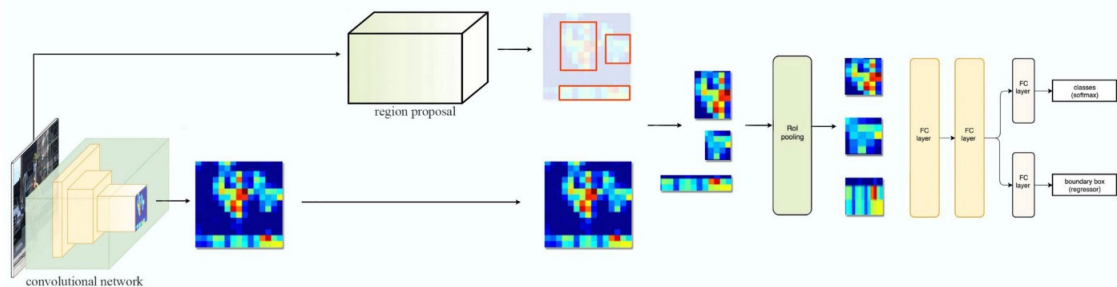 region proposal
convolutional network
RoI
pooling
FC
layer
FC
layer
FC
layer
classes
(softmax)
FC
layer
boundary box
(regressor)